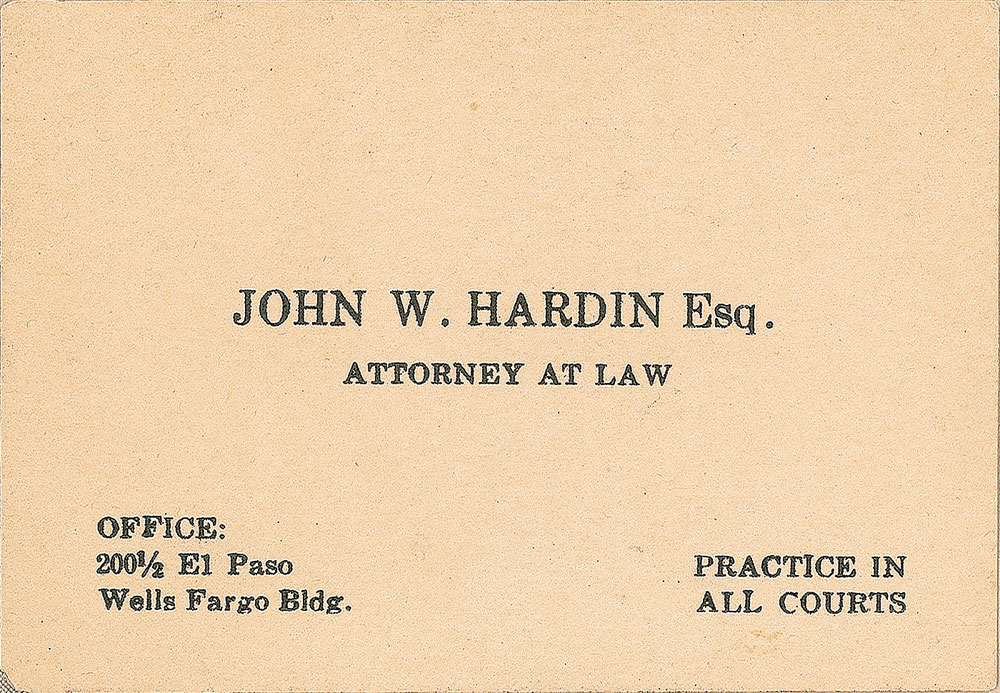 JOHN W. HARDIN Esq.
ATTORNEY AT LAW
OFFICE:
200½ El Paso
Wells Fargo Bldg.
PRACTICE IN
ALL COURTS